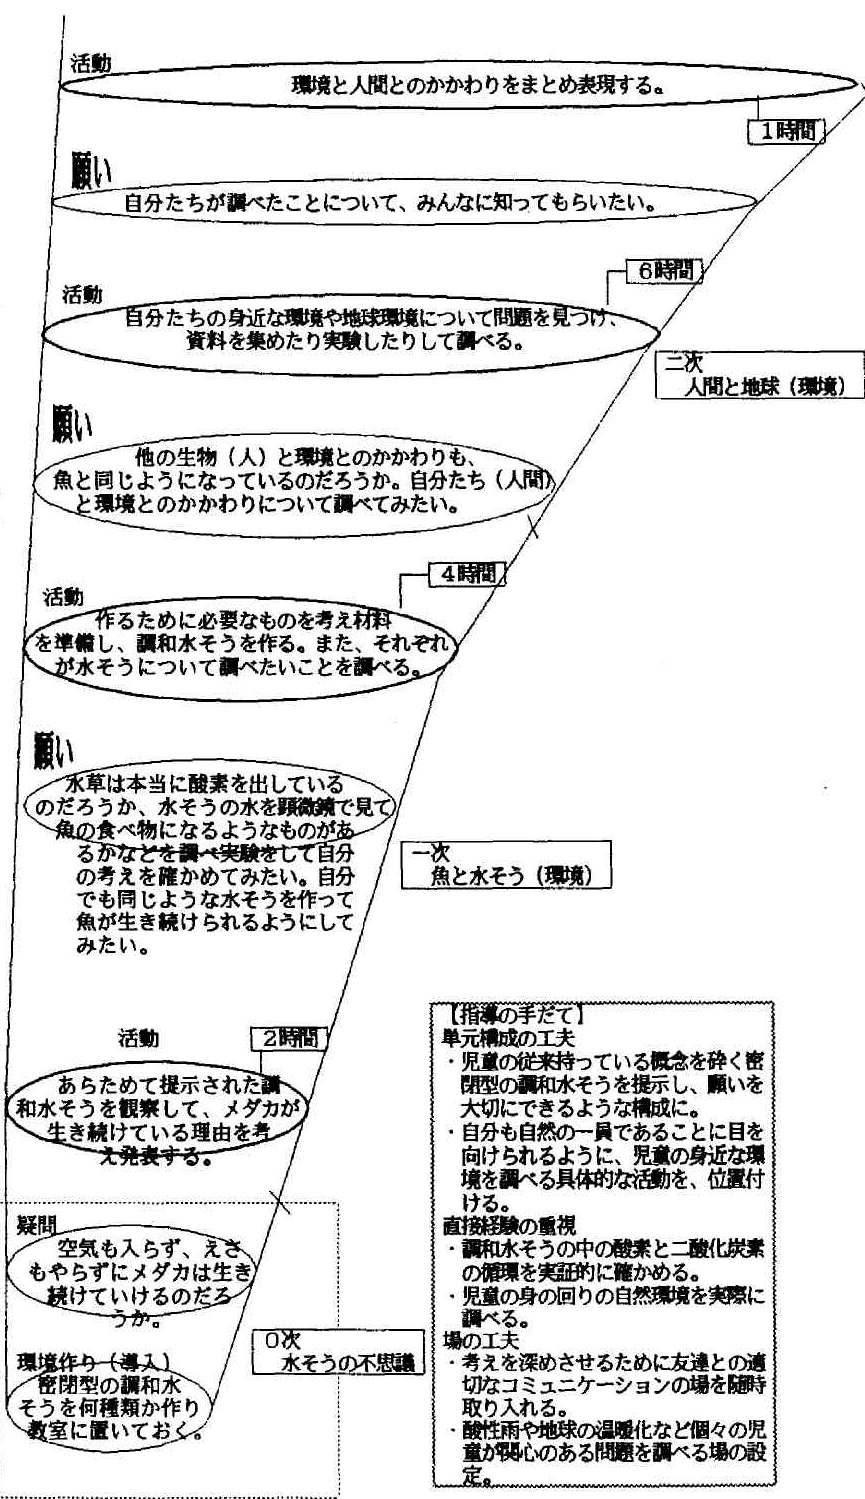 活動
環境と人間とのかかわりをまとめ表現する。
1時間
願い
自分たちが調べたことについて、みんなに知ってもらいたい。
6時間
活動
自分たちの身近な環境や地球環境について問題を見つけ、
資料を集めたり実験したりして調べる。
二次
人間と地球（環境）
願い
他の生物（人）と環境とのかかわりも、
魚と同じようになっているのだろうか。自分たち（人間）
と環境とのかかわりについて調べてみたい。
4時間
活動
作るために必要なものを考え材料
を準備し、調和水そうを作る。また、それぞれ
が水そうについて調べたいことを調べる。
願い
水草は本当に酸素を出している
のだろうか、水そうの水を顕微鏡で見て
魚の食べ物になるようなものがあ
るかなどを調べ実験をして自分
の考えを確かめてみたい。自分
でも同じような水そうを作って
魚が生き続けられるようにして
みたい。
一次
魚と水そう（環境）
活動
2時間
あらためて提示された調
和水そうを観察して、メダカが
生き続けている理由を考
え発表する。
疑問
空気も入らず、えさ
もやらずにメダカは生き
続けていけるのだろ
うか。
0次
水そうの不思議
環境作り（導入）
密閉型の調和水
そうを何種類か作り
教室に置いておく。
【指導の手だて】
単元構成の工夫
・児童の従来持っている概念を砕く密
閉型の調和水そうを提示し、願いを
大切にできるような構成に。
・自分も自然の一員であることに目を
向けられるように、児童の身近な環
境を調べる具体的な活動を、位置付
ける。
直接経験の重視
・調和水そうの中の酸素と二酸化炭素
の循環を実証的に確かめる。
・児童の身の回りの自然環境を実際に
調べる。
場の工夫
・考えを深めさせるために友達との適
切なコミュニケーションの場を随時
取り入れる。
・酸性雨や地球の温暖化など個々の児
童が関心のある問題を調べる場の設
定。